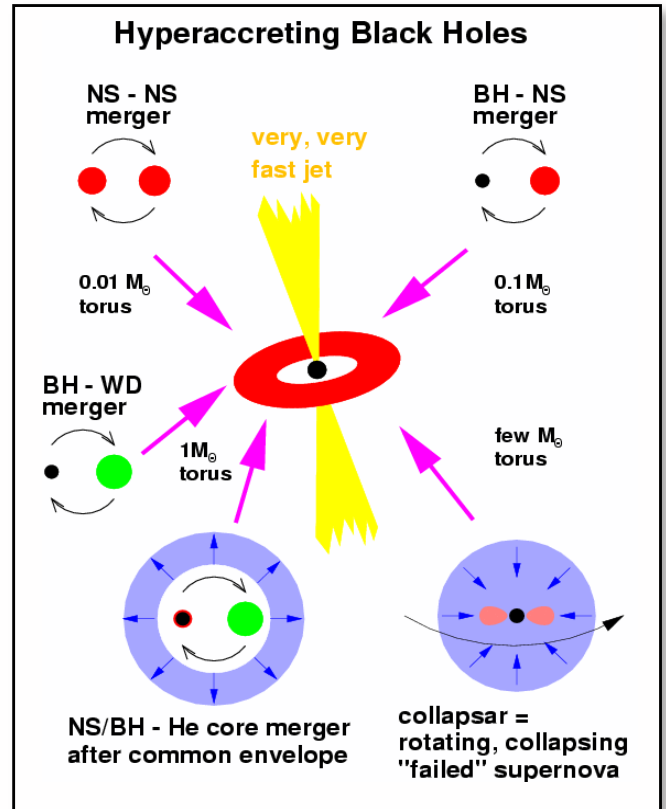 Hyperaccreting Black Holes
NS - NS
merger
BH - NS
merger
very, very
fast jet
0.01 M⊙
torus
0.1M⊙
torus
BH - WD
merger
1M⊙
torus
few M⊙
torus
NS/BH - He core merger
after common envelope
collapsar =
rotating, collapsing
"failed" supernova